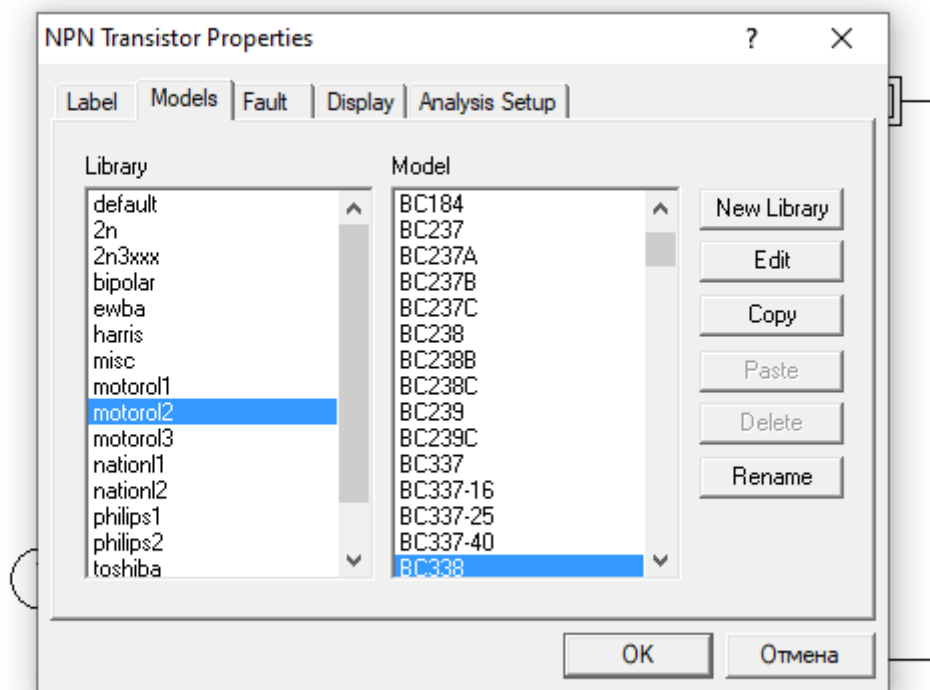 NPN Transistor Properties
Label Models Fault Display Analysis Setup
Library
default
2n
2n3xxx
bipolar
ewba
harris
misc
motorol1
motorol2
motorol3
nationl1
nationl2
philips1
philips2
toshiba
Model
BC184
BC237
BC237A
BC237B
BC237C
BC238
BC238B
BC238C
BC239
BC239C
BC337
BC337-16
BC337-25
BC337-40
BC338
New Library
Edit
Copy
Paste
Delete
Rename
OK Отмена